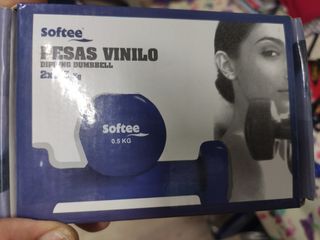 Softee
PESAS VINILO
DIPPING DUMBBELL
Softee
0.5 KG